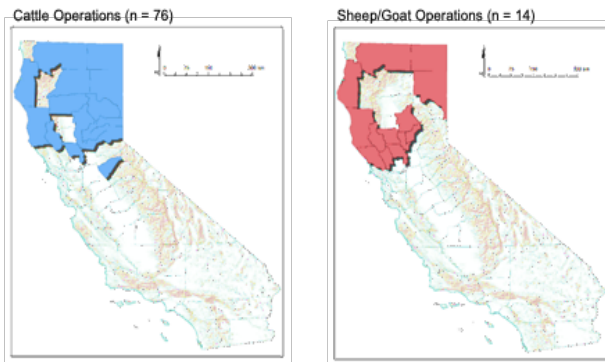 Cattle Operations (n = 76)
Sheep/Goat Operations (n = 14)